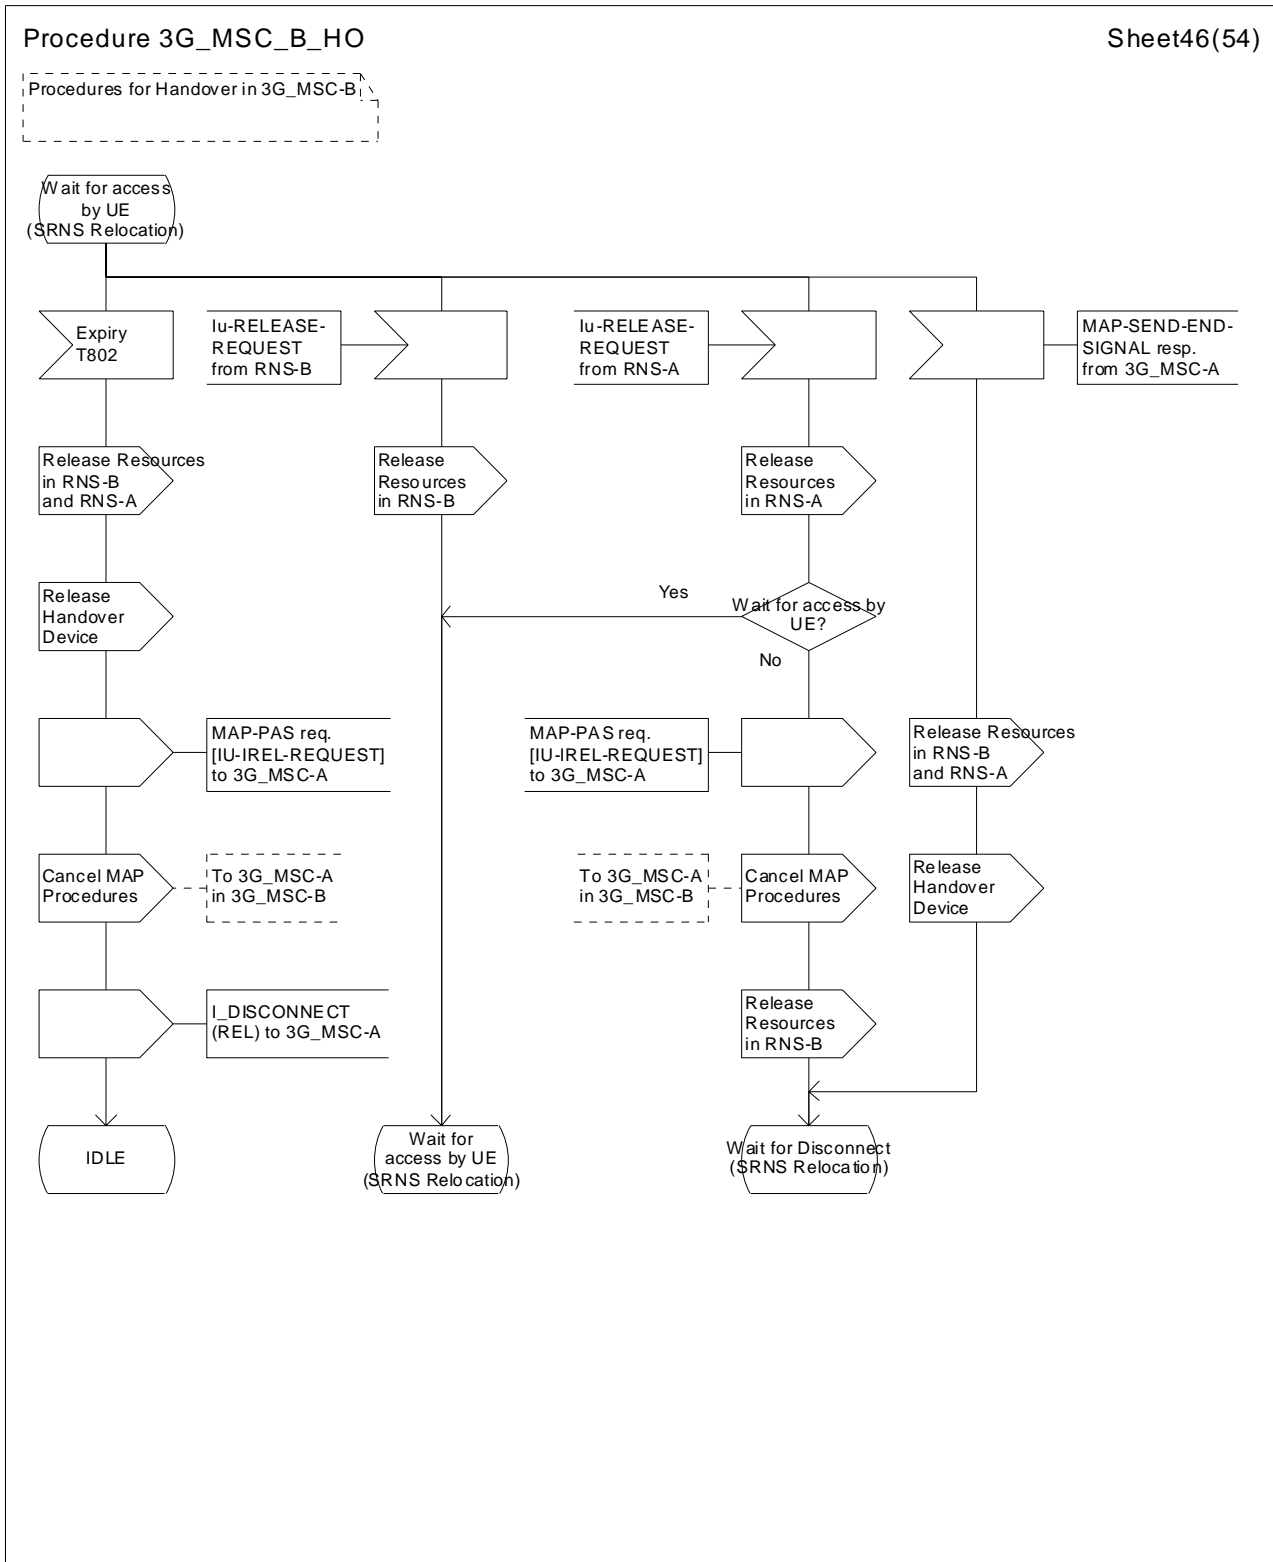 Procedure 3G_MSC_B_HO
Sheet46(54)
Procedures for Handover in 3G_MSC-B
Wait for access
by UE
(SRNS Relocation)
Expiry
T802
Iu-RELEASE-
REQUEST
from RNS-B
Iu-RELEASE-
REQUEST
from RNS-A
MAP-SEND-END-
SIGNAL resp.
from 3G_MSC-A
Release Resources
in RNS-B
and RNS-A
Release
Resources
in RNS-B
Release
Resources
in RNS-A
Release
Handover
Device
Yes
Wait for access by
UE?
No
MAP-PAS req.
[IU-IREL-REQUEST]
to 3G_MSC-A
MAP-PAS req.
[IU-IREL-REQUEST]
to 3G_MSC-A
Release Resources
in RNS-B
and RNS-A
Cancel MAP
Procedures
To 3G_MSC-A
in 3G_MSC-B
To 3G_MSC-A
in 3G_MSC-B
Cancel MAP
Procedures
Release
Handover
Device
I_DISCONNECT
(REL) to 3G_MSC-A
Release
Resources
in RNS-B
IDLE
Wait for
access by UE
(SRNS Relocation)
Wait for Disconnect
(SRNS Relocation)